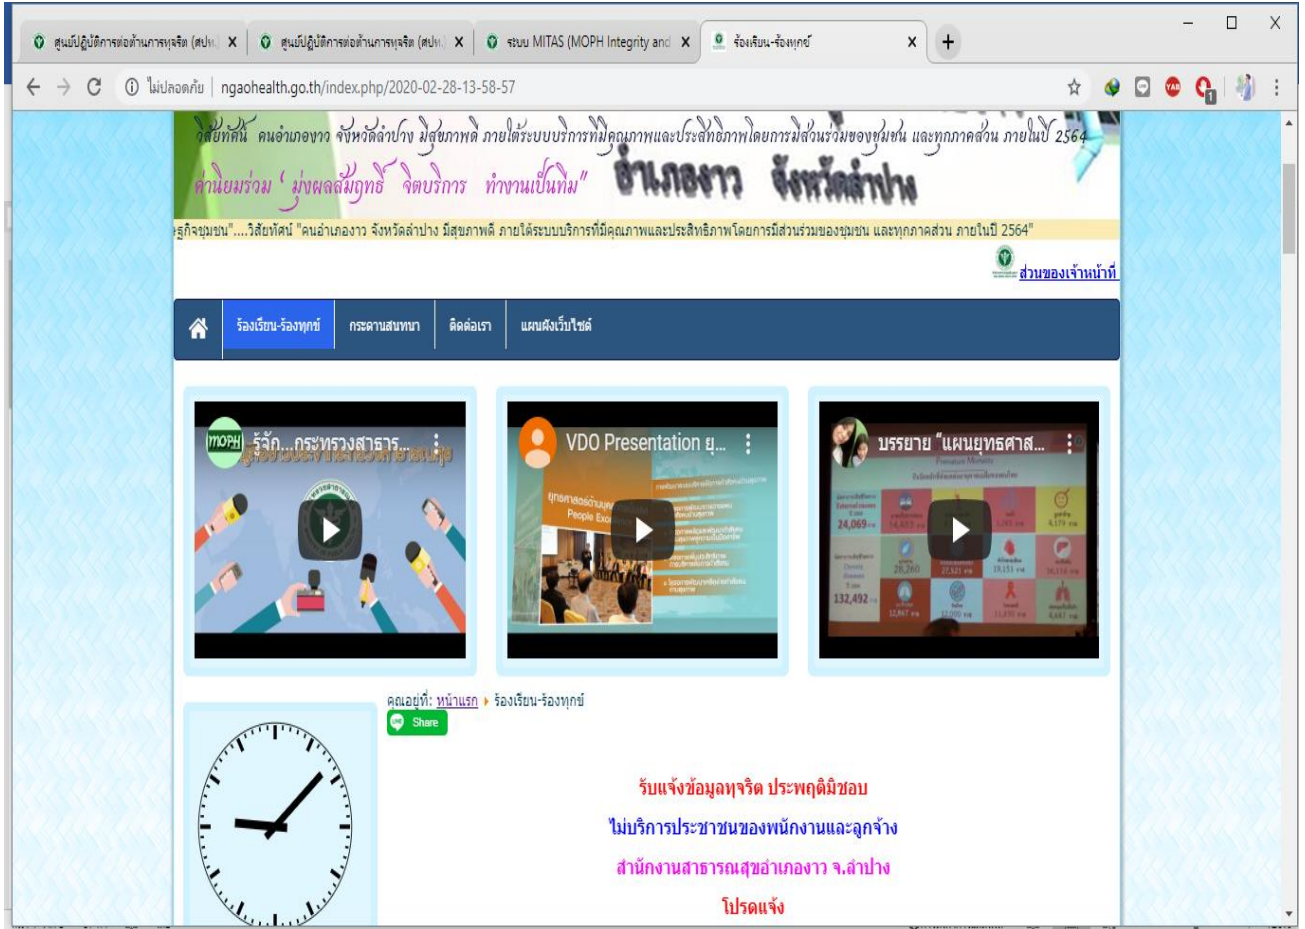 ศูนย์ปฏิบัติการต่อต้านการทุจริต (ศปท.)
ศูนย์ปฏิบัติการต่อต้านการทุจริต (ศปท.)
ระบบ MITAS (MOPH Integrity and
ร้องเรียน-ร้องทุกข์
ไม่ปลอดภัย | ngaohealth.go.th/index.php/2020-02-28-13-58-57
วิสัยทัศน์ คนอำเภองาว จังหวัดลำปาง มีสุขภาพดี ภายใต้ระบบบริการที่มีคุณภาพและประสิทธิภาพโดยการมีส่วนร่วมของชุมชน และทุกภาคส่วน ภายในปี 2564
ค่านิยมร่วม ‘ มุ่งผลสัมฤทธิ์ จิตบริการ ทำงานเป็นทีม”
อำเภองาว จังหวัดลำปาง
ฐกิจชุมชน"....วิสัยทัศน์ "คนอำเภองาว จังหวัดลำปาง มีสุขภาพดี ภายใต้ระบบบริการที่มีคุณภาพและประสิทธิภาพโดยการมีส่วนร่วมของชุมชน และทุกภาคส่วน ภายในปี 2564"
ส่วนของเจ้าหน้าที่
ร้องเรียน-ร้องทุกข์
กระดานสนทนา
ติดต่อเรา
แผนผังเว็บไซต์
MOPH รู้จัก...กระทรวงสาธาร...
VDO Presentation ยุ...
บรรยาย “แผนยุทธศาส...
Premature Mortality
People Exce
24,069
4,179
28,260
27,521
19,151
Chronic diseases
132,492
12,867
12,000
คุณอยู่ที่: หน้าแรก ร้องเรียน-ร้องทุกข์
Share
รับแจ้งข้อมูลทุจริต ประพฤติมิชอบ
ไม่บริการประชาชนของพนักงานและลูกจ้าง
สำนักงานสาธารณสุขอำเภองาว จ.ลำปาง
โปรดแจ้ง